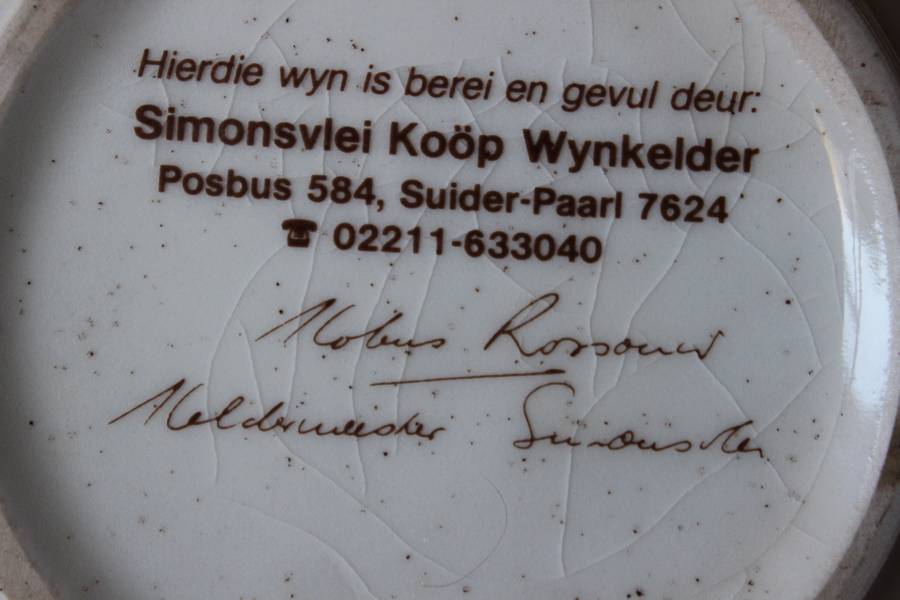 Hierdie wyn is berei en gevul deur:
Simonsvlei Koöp Wynkelder
Posbus 584, Suider-Paarl 7624
☎ 02211-633040
Kobus Rossouw
Keldermeester Simonsvlei